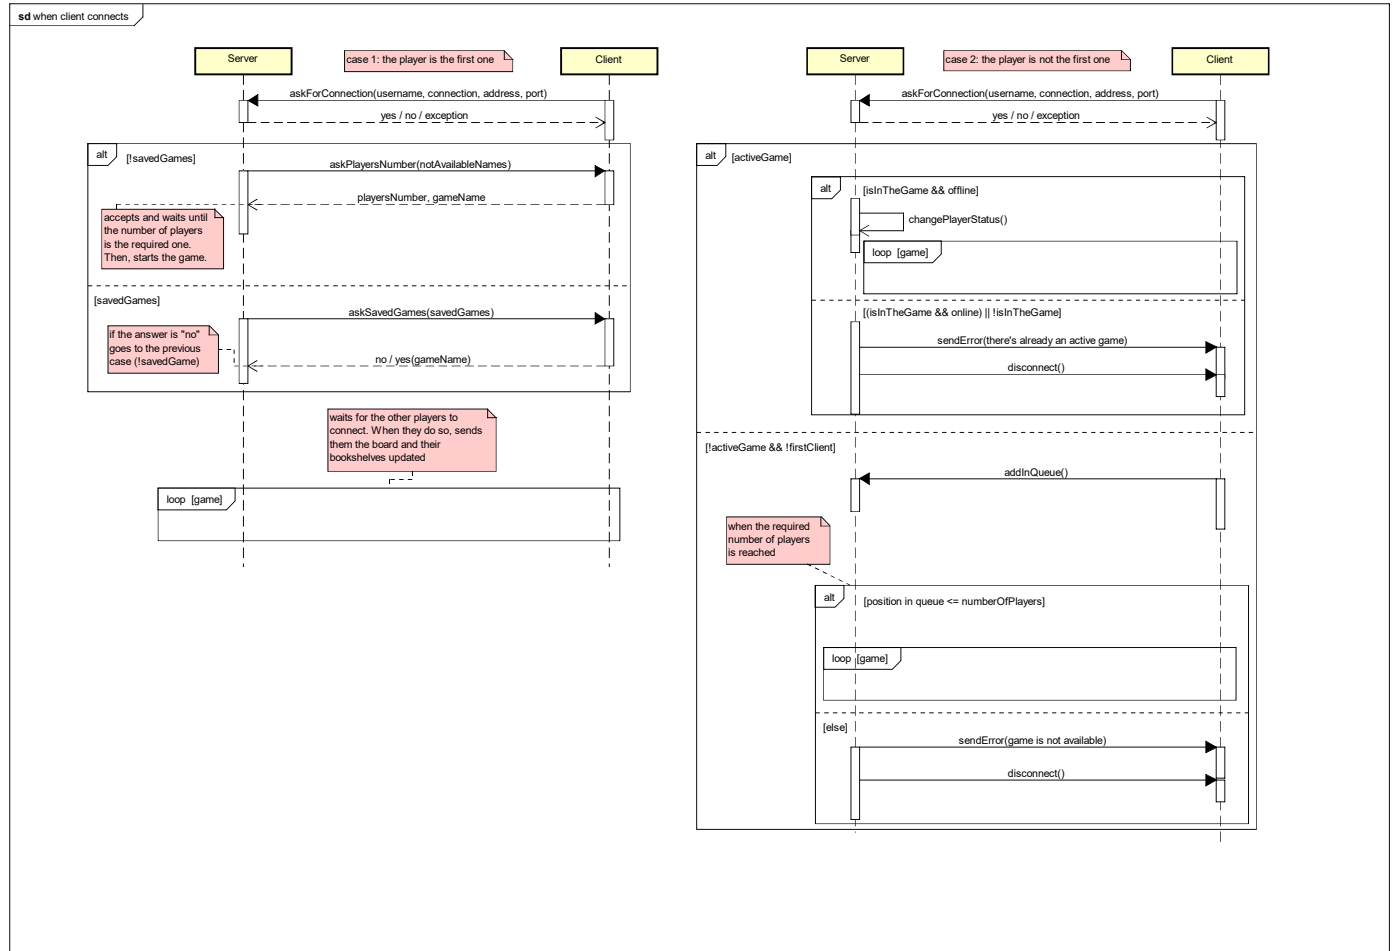 sd when client connects
Server
case 1: the player is the first one
Client
askForConnection(username, connection, address, port)
yes / no / exception
alt
[!savedGames]
askPlayersNumber(notAvailableNames)
playersNumber, gameName
accepts and waits until
the number of players
is the required one.
Then, starts the game.
[savedGames]
askSavedGames(savedGames)
if the answer is "no"
goes to the previous
case (!savedGame)
no / yes(gameName)
waits for the other players to
connect. When they do so, sends
them the board and their
bookshelves updated
loop [game]
Server
case 2: the player is not the first one
Client
askForConnection(username, connection, address, port)
yes / no / exception
alt
[activeGame]
alt
[isInTheGame && offline]
changePlayerStatus()
loop [game]
[(isInTheGame && online) || !isInTheGame]
sendError(there's already an active game)
disconnect()
[!activeGame && !firstClient]
addInQueue()
when the required
number of players
is reached
alt
[position in queue <= numberOfPlayers]
loop [game]
[else]
sendError(game is not available)
disconnect()